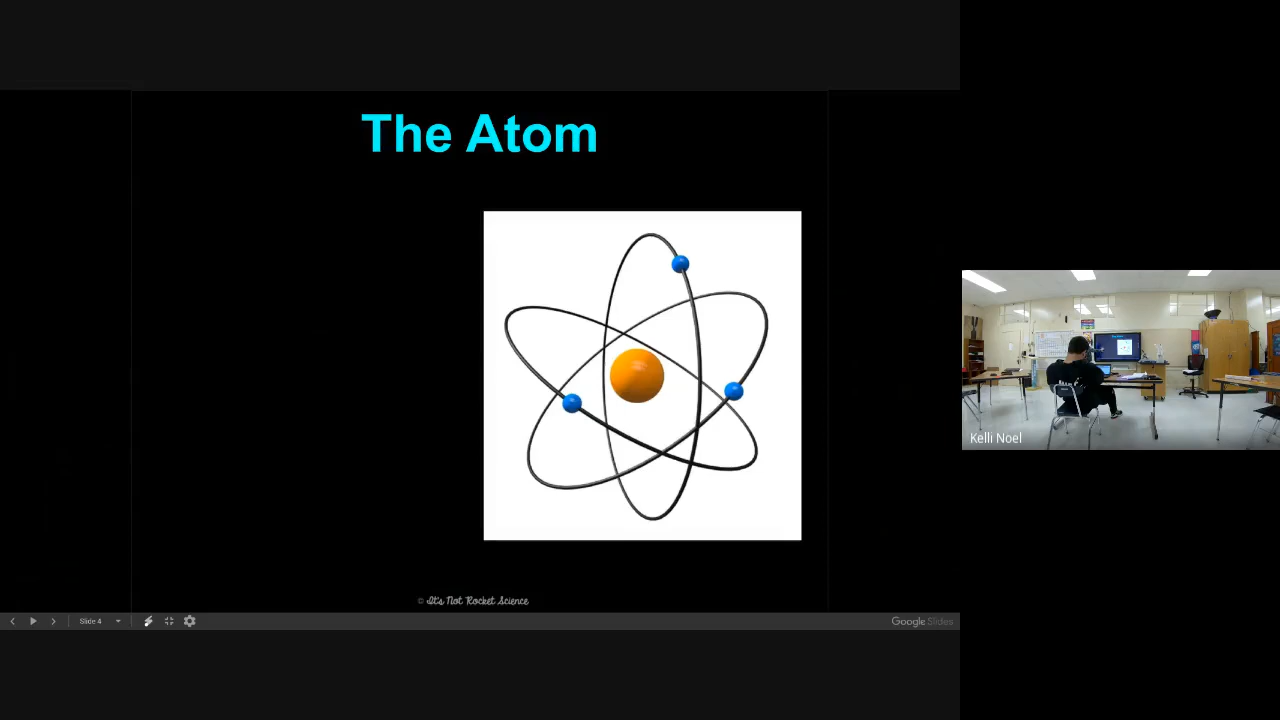 The Atom
© It's Not Rocket Science
Slide 4
Google Slides
Kelli Noel